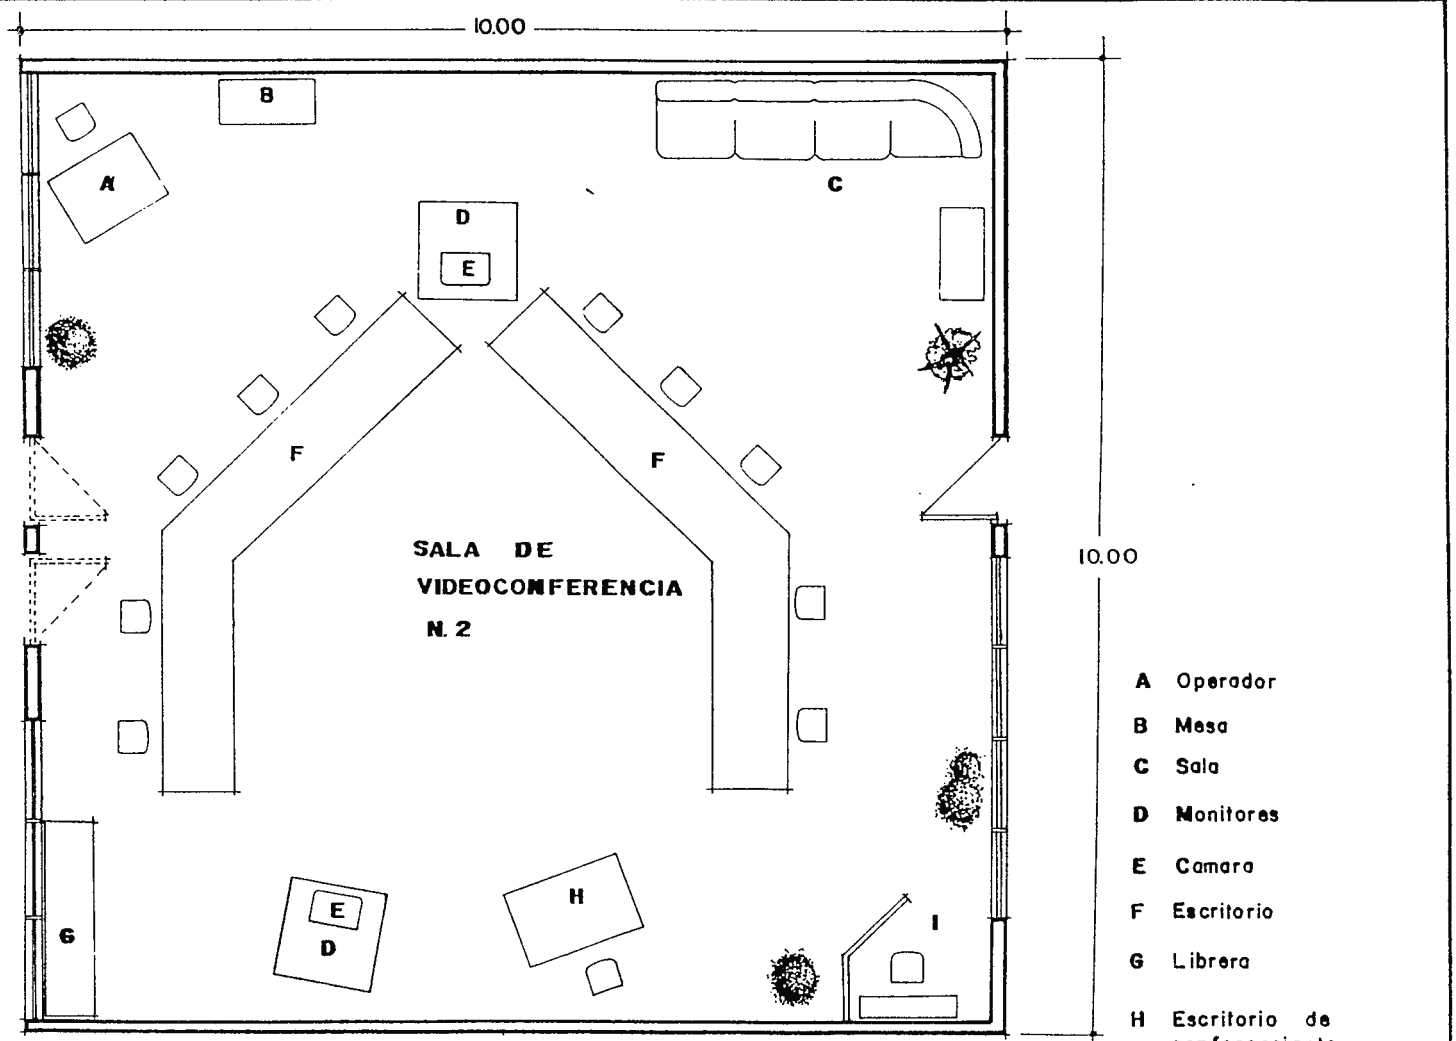 10.00
B
A
C
D
E
F
F
SALA DE
VIDEOCONFERENCIA
N. 2
10.00
E
D
H
G
I
A Operador
B Mesa
C Sala
D Monitores
E Camara
F Escritorio
G Librera
H Escritorio de